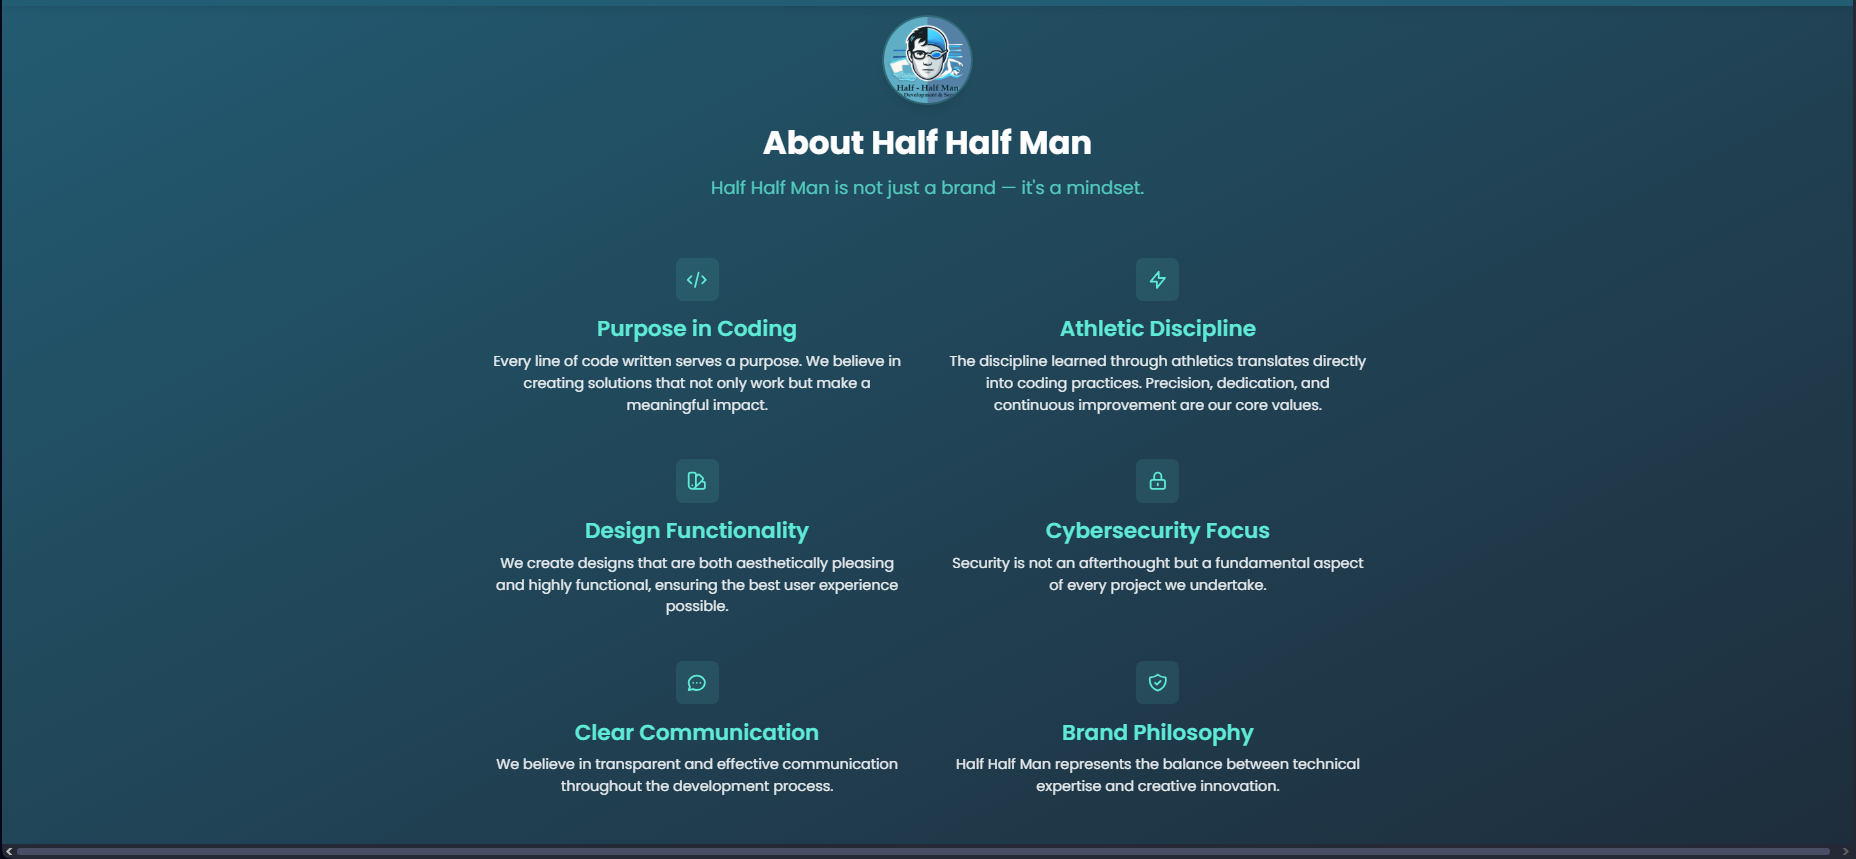 Half - Half Man
Development & Sec
About Half Half Man
Half Half Man is not just a brand — it's a mindset.
Purpose in Coding
Every line of code written serves a purpose. We believe in
creating solutions that not only work but make a
meaningful impact.
Athletic Discipline
The discipline learned through athletics translates directly
into coding practices. Precision, dedication, and
continuous improvement are our core values.
Design Functionality
We create designs that are both aesthetically pleasing
and highly functional, ensuring the best user experience
possible.
Cybersecurity Focus
Security is not an afterthought but a fundamental aspect
of every project we undertake.
Clear Communication
We believe in transparent and effective communication
throughout the development process.
Brand Philosophy
Half Half Man represents the balance between technical
expertise and creative innovation.